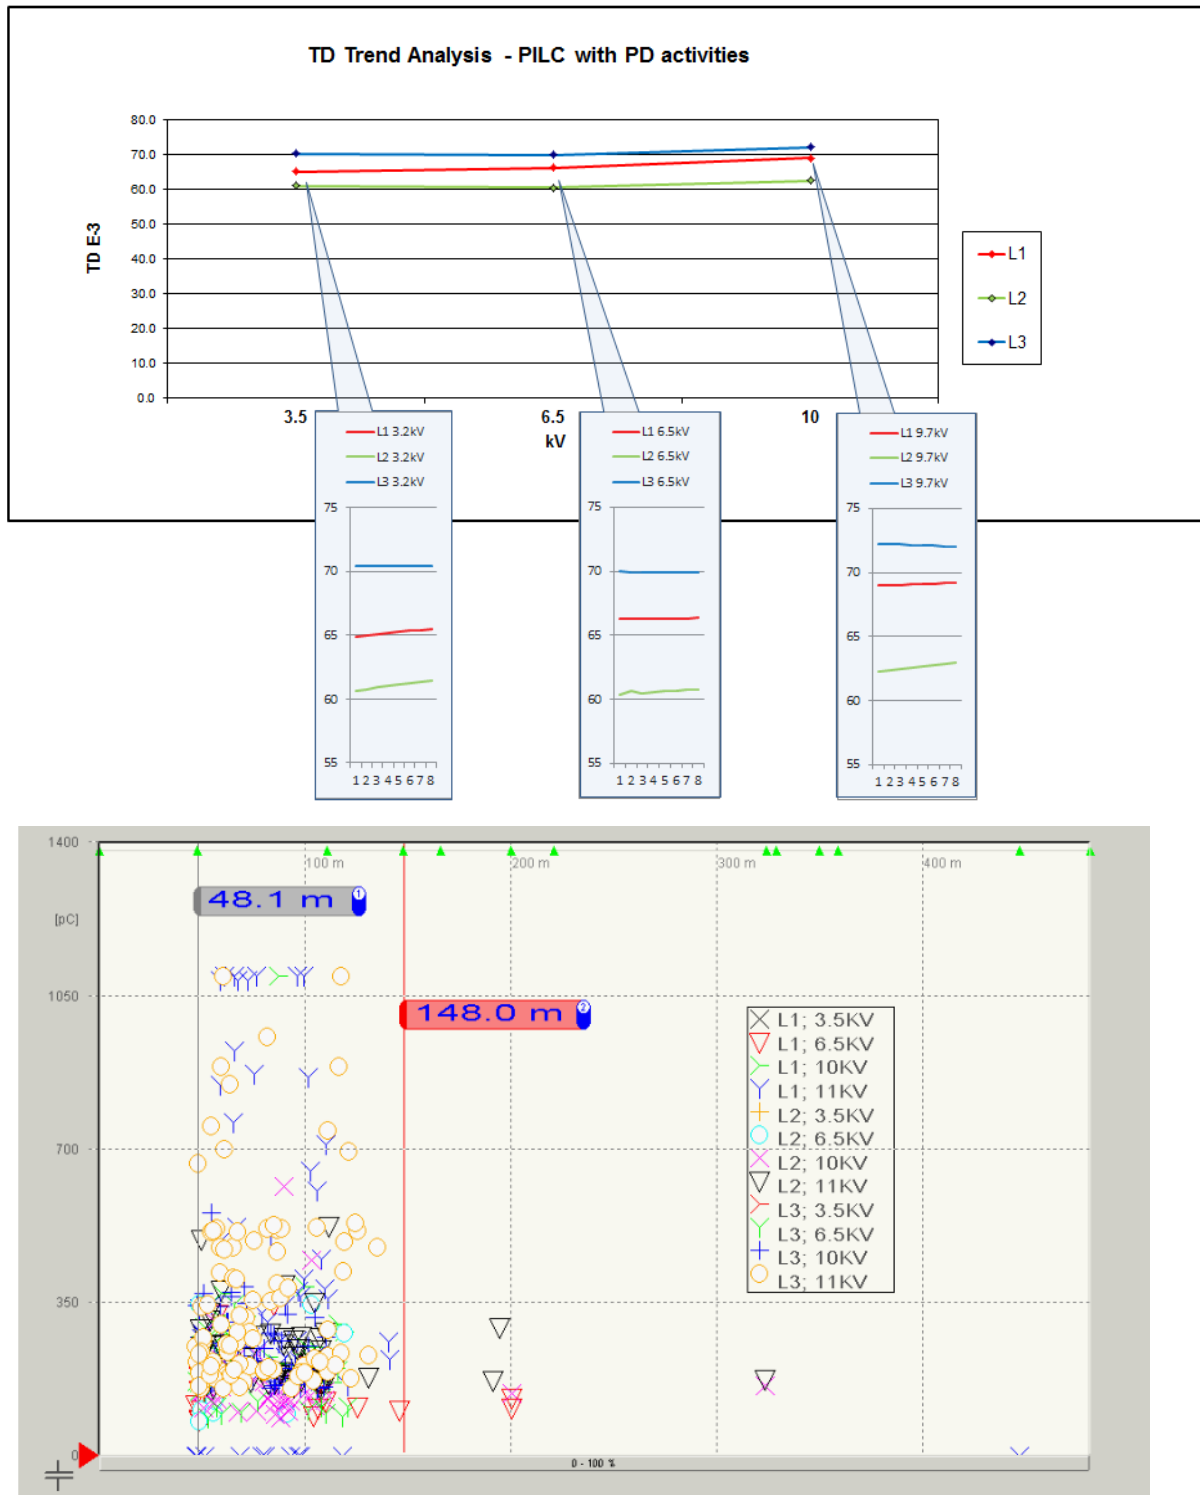 TD Trend Analysis - PILC with PD activities
80.0
70.0
60.0
50.0
40.0
30.0
20.0
10.0
0.0
TD E-3
3.5
6.5
10
kV
L1
L2
L3
L1 3.2kV
L2 3.2kV
L3 3.2kV
75
70
65
60
55
1 2 3 4 5 6 7 8
L1 6.5kV
L2 6.5kV
L3 6.5kV
75
70
65
60
55
1 2 3 4 5 6 7 8
L1 9.7kV
L2 9.7kV
L3 9.7kV
75
70
65
60
55
1 2 3 4 5 6 7 8
1400
[pC]
1050
700
350
0
100 m
200 m
300 m
400 m
48.1 m 1
148.0 m 2
L1; 3.5KV
L1; 6.5KV
L1; 10KV
L1; 11KV
L2; 3.5KV
L2; 6.5KV
L2; 10KV
L2; 11KV
L3; 3.5KV
L3; 6.5KV
L3; 10KV
L3; 11KV
0 - 100 %